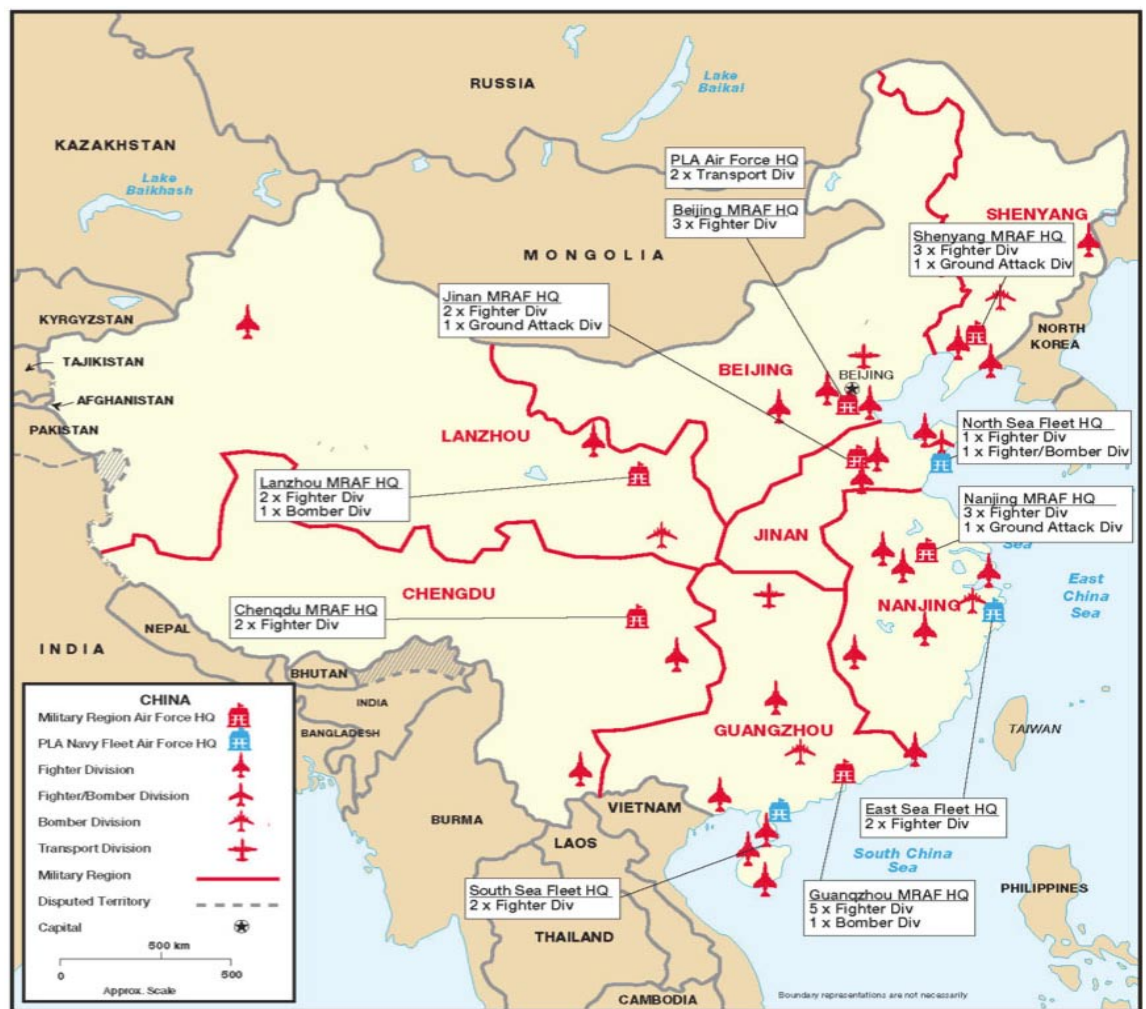 RUSSIA
Lake
Baikal
KAZAKHSTAN
Lake
Baikhash
PLA Air Force HQ
2 x Transport Div
Beijing MRAF HQ
3 x Fighter Div
SHENYANG
Shenyang MRAF HQ
3 x Fighter Div
1 x Ground Attack Div
MONGOLIA
Jinan MRAF HQ
2 x Fighter Div
1 x Ground Attack Div
KYRGYZSTAN
NORTH
KOREA
TAJIKISTAN
AFGHANISTAN
PAKISTAN
BEIJING
BEIJING
LANZHOU
North Sea Fleet HQ
1 x Fighter Div
1 x Fighter/Bomber Div
Lanzhou MRAF HQ
2 x Fighter Div
1 x Bomber Div
Nanjing MRAF HQ
3 x Fighter Div
1 x Ground Attack Div
JINAN
Sea
CHENGDU
East
China
Sea
Chengdu MRAF HQ
2 x Fighter Div
NANJING
NEPAL
INDIA
BHUTAN
INDIA
BANGLADESH
GUANGZHOU
TAIWAN
BURMA
VIETNAM
LAOS
East Sea Fleet HQ
2 x Fighter Div
South China
Sea
South Sea Fleet HQ
2 x Fighter Div
Guangzhou MRAF HQ
5 x Fighter Div
1 x Bomber Div
PHILIPPINES
THAILAND
CAMBODIA
CHINA
Military Region Air Force HQ
PLA Navy Fleet Air Force HQ
Fighter Division
Fighter/Bomber Division
Bomber Division
Transport Division
Military Region
Disputed Territory
Capital
500 km
0 500
Approx. Scale
Boundary representations are not necessarily